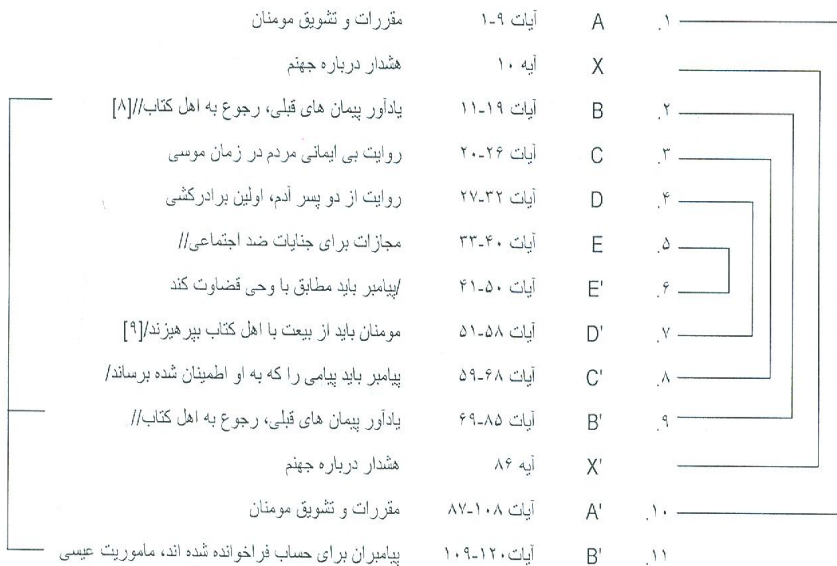 ۱. A آیات ۹-۱ مقررات و تشویق مومنان
X آیه ۱۰ هشدار درباره جهنم
۲. B آیات ۱۹-۱۱ یادآور پیمان های قبلی، رجوع به اهل کتاب//[۸]
۳. C آیات ۲۶-۲۰ روایت بی ایمانی مردم در زمان موسی
۴. D آیات ۳۲-۲۷ روایت از دو پسر آدم، اولین برادرکشی
۵. E آیات ۴۰-۳۳ مجازات برای جنایات ضد اجتماعی//
۶. E' آیات ۵۰-۴۱ /پیامبر باید مطابق با وحی قضاوت کند
۷. D' آیات ۵۸-۵۱ مومنان باید از بیعت با اهل کتاب بپرهیزند/[۹]
۸. C' آیات ۶۸-۵۹ پیامبر باید پیامی را که به او اطمینان شده برساند/
۹. B' آیات ۸۵-۶۹ یادآور پیمان های قبلی، رجوع به اهل کتاب//
X' آیه ۸۶ هشدار درباره جهنم
۱۰. A' آیات ۱۰۸-۸۷ مقررات و تشویق مومنان
۱۱. B' آیات ۱۲۰-۱۰۹ پیامبران برای حساب فراخوانده شده اند، ماموریت عیسی